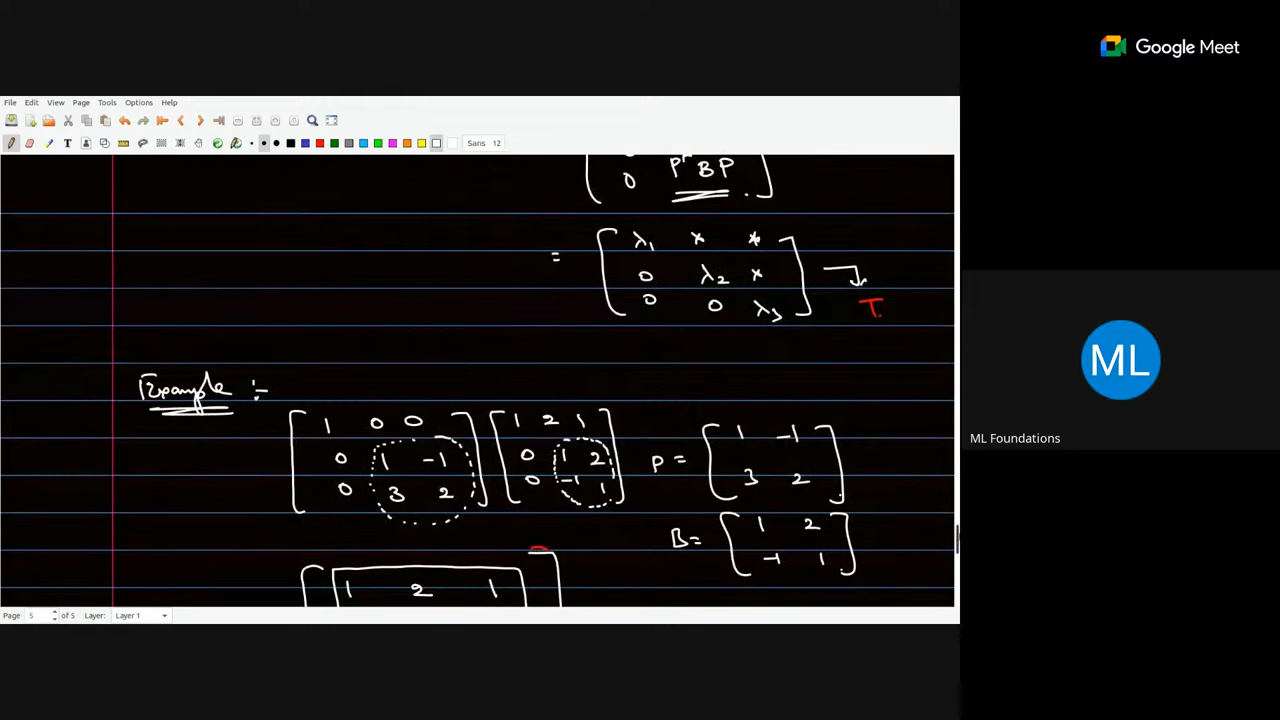 Google Meet
File Edit View Page Tools Options Help
Sans 12
0 Pᴴ B P
= [ λ₁ * *
0 λ₂ *
0 0 λ₃ ] → T.
Example :-
[ 1 0 0 ] [ 1 2 1 ] P = [ 1 -1
0 1 -1 0 1 2 3 2 ]
0 3 2 0 -1 1
B = [ 1 2
-1 1 ]
[ 1 2 1 ]
ML
ML Foundations
Page 5 of 5 Layer: Layer 1